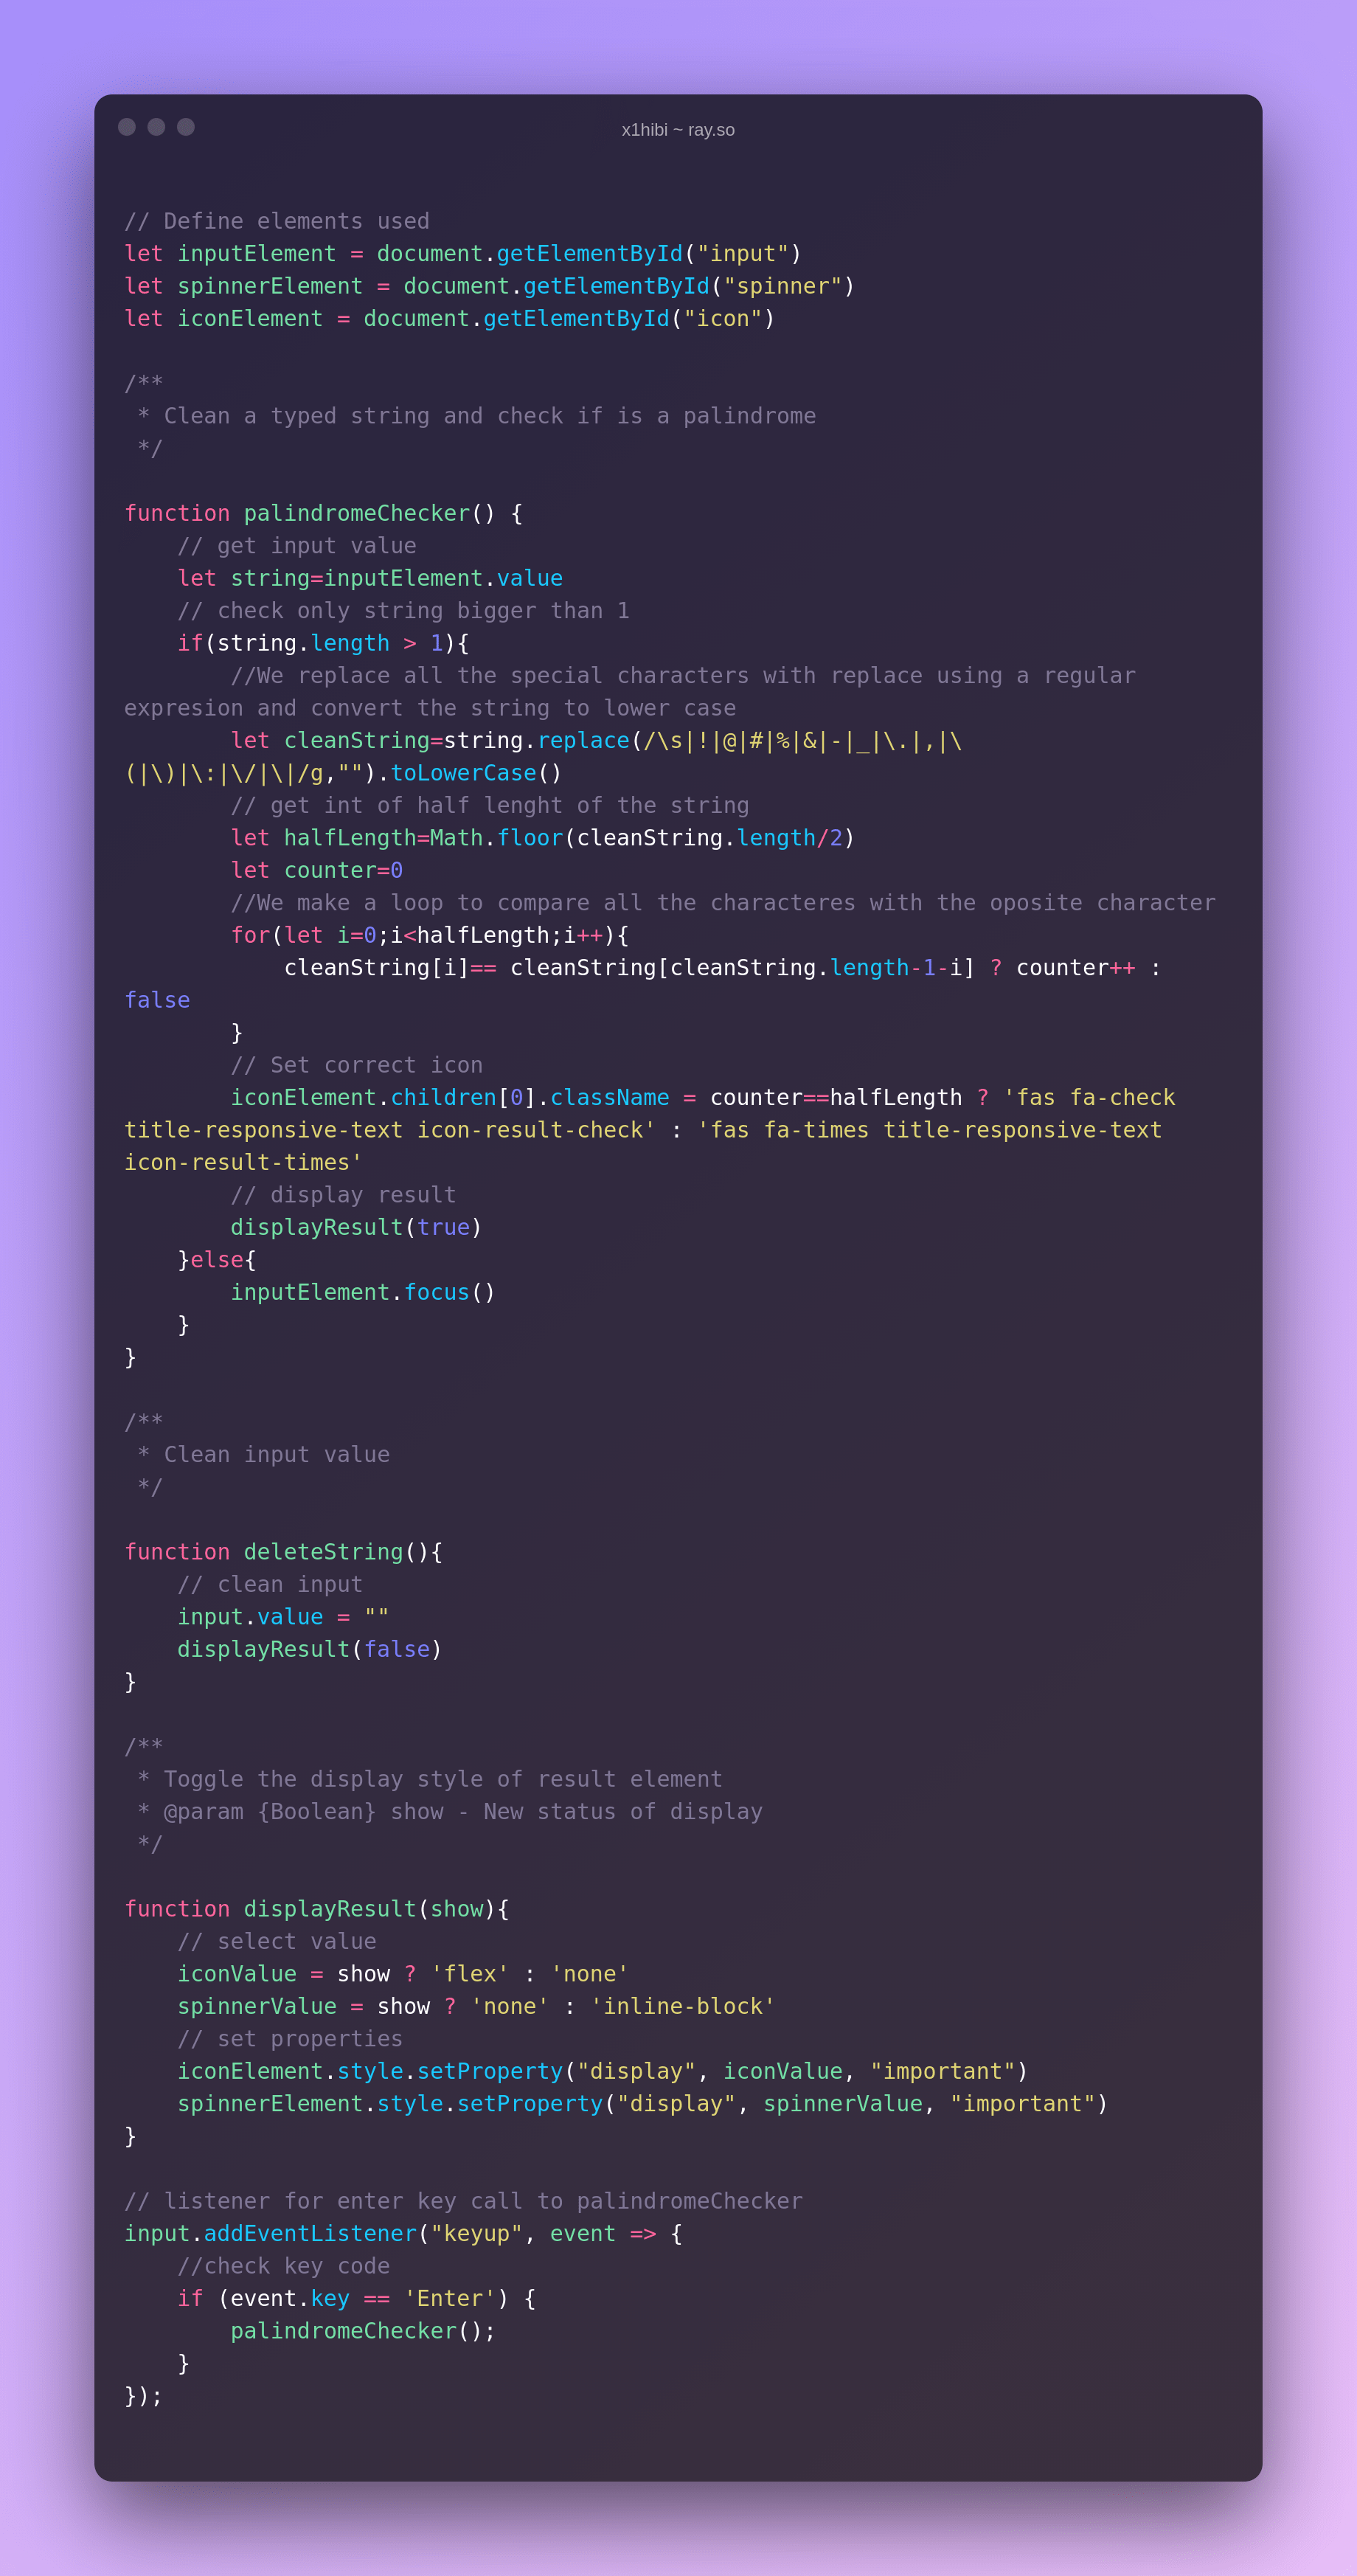 x1hibi ~ ray.so
// Define elements used
let inputElement = document.getElementById("input")
let spinnerElement = document.getElementById("spinner")
let iconElement = document.getElementById("icon")
/**
 * Clean a typed string and check if is a palindrome
 */
function palindromeChecker() {
    // get input value
    let string=inputElement.value
    // check only string bigger than 1
    if(string.length > 1){
        //We replace all the special characters with replace using a regular
expresion and convert the string to lower case
        let cleanString=string.replace(/\s|!|@|#|%|&|-|_|\.|,|\
(|\)|\:|\/|\|/g,"").toLowerCase()
        // get int of half lenght of the string
        let halfLength=Math.floor(cleanString.length/2)
        let counter=0
        //We make a loop to compare all the characteres with the oposite character
        for(let i=0;i<halfLength;i++){
            cleanString[i]== cleanString[cleanString.length-1-i] ? counter++ :
false
        }
        // Set correct icon
        iconElement.children[0].className = counter==halfLength ? 'fas fa-check
title-responsive-text icon-result-check' : 'fas fa-times title-responsive-text
icon-result-times'
        // display result
        displayResult(true)
    }else{
        inputElement.focus()
    }
}
/**
 * Clean input value
 */
function deleteString(){
    // clean input
    input.value = ""
    displayResult(false)
}
/**
 * Toggle the display style of result element
 * @param {Boolean} show - New status of display
 */
function displayResult(show){
    // select value
    iconValue = show ? 'flex' : 'none'
    spinnerValue = show ? 'none' : 'inline-block'
    // set properties
    iconElement.style.setProperty("display", iconValue, "important")
    spinnerElement.style.setProperty("display", spinnerValue, "important")
}
// listener for enter key call to palindromeChecker
input.addEventListener("keyup", event => {
    //check key code
    if (event.key == 'Enter') {
        palindromeChecker();
    }
});